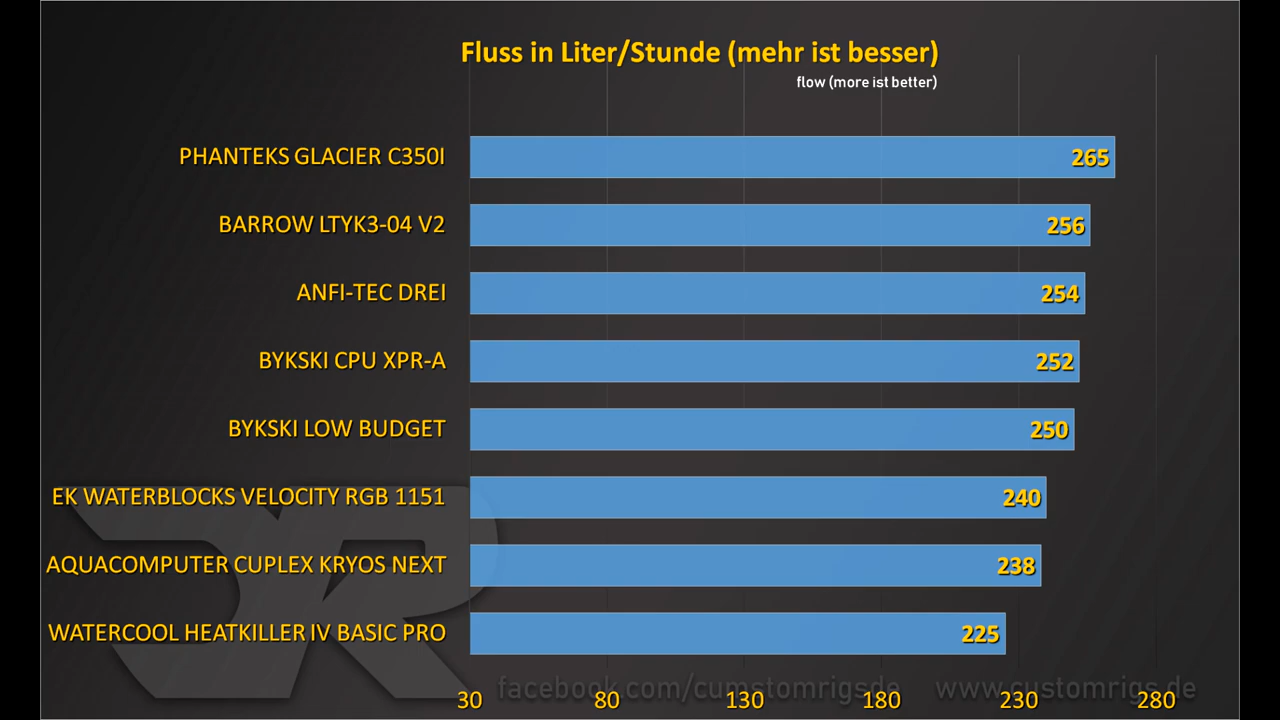 Fluss in Liter/Stunde (mehr ist besser)
flow (more ist better)
PHANTEKS GLACIER C350I 265
BARROW LTYK3-04 V2 256
ANFI-TEC DREI 254
BYKSKI CPU XPR-A 252
BYKSKI LOW BUDGET 250
EK WATERBLOCKS VELOCITY RGB 1151 240
AQUACOMPUTER CUPLEX KRYOS NEXT 238
WATERCOOL HEATKILLER IV BASIC PRO 225
facebook.com/cumstomrigsde www.customrigs.de
30 80 130 180 230 280